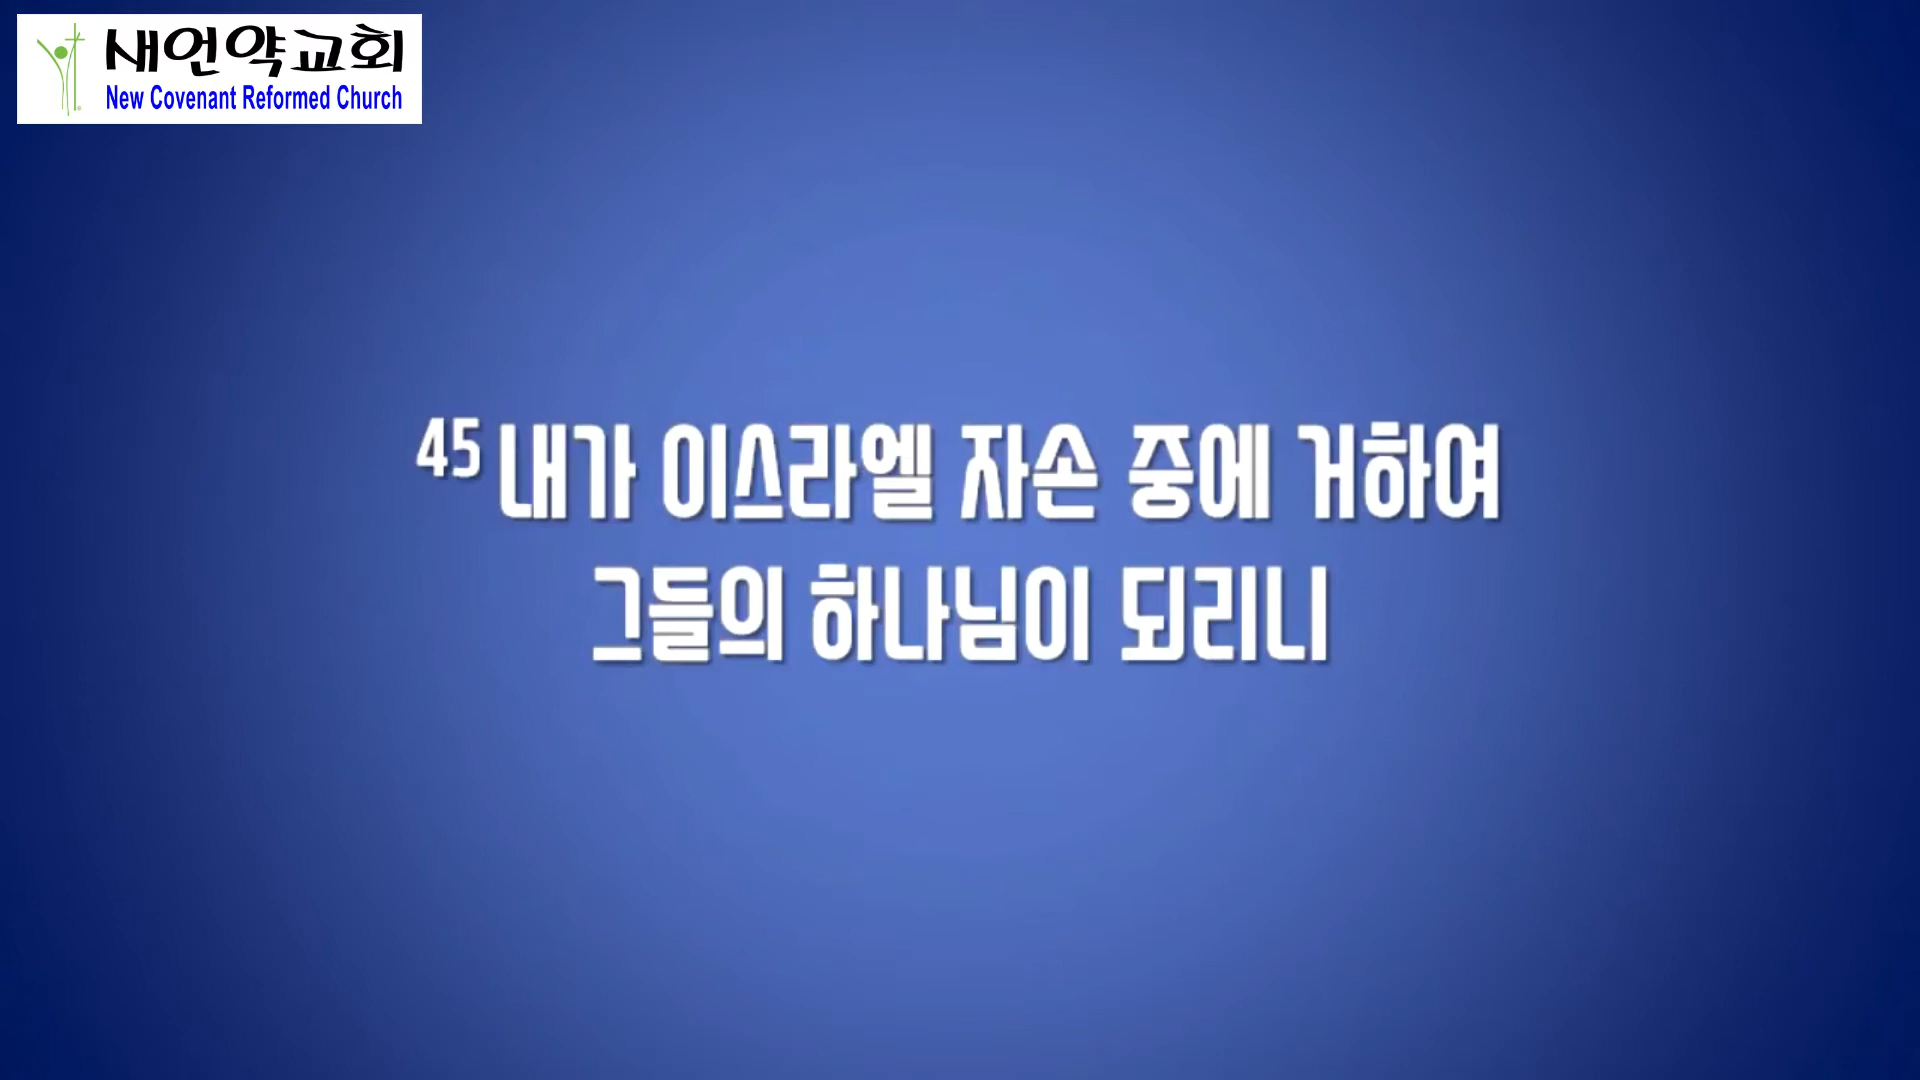 새언약교회
New Covenant Reformed Church
45 내가 이스라엘 자손 중에 거하여
그들의 하나님이 되리니